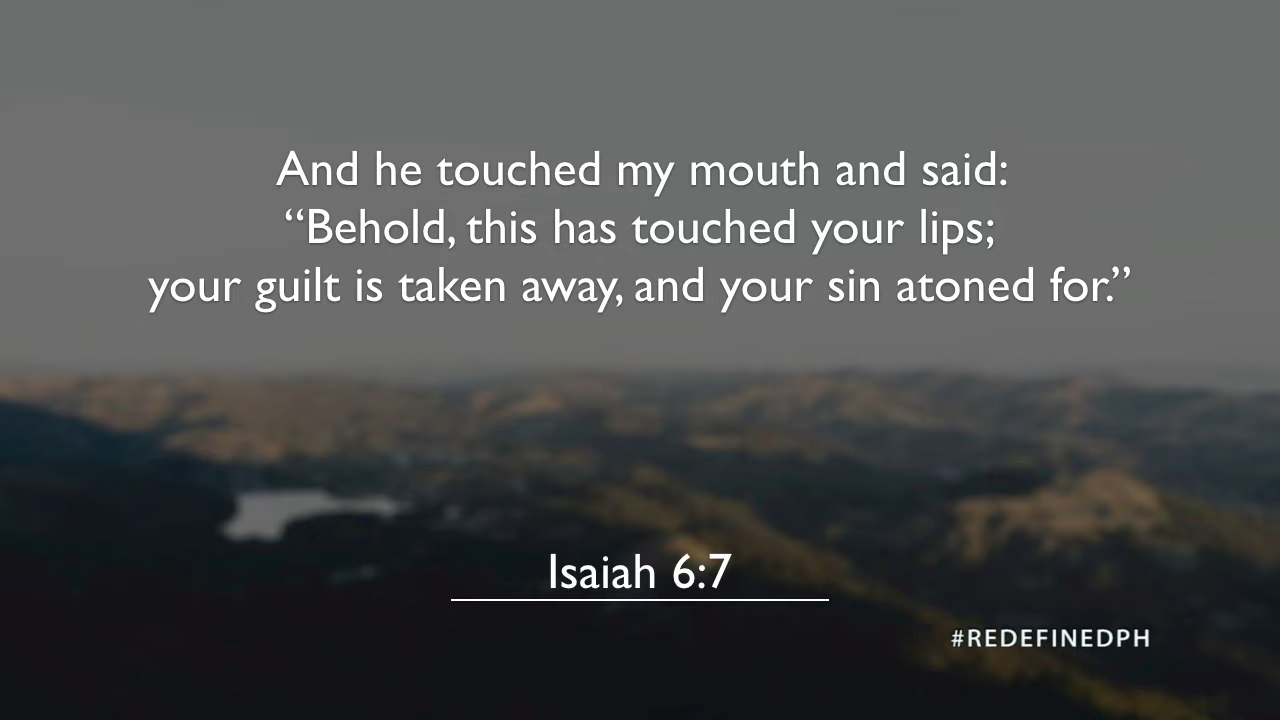 And he touched my mouth and said:
“Behold, this has touched your lips;
your guilt is taken away, and your sin atoned for.”
Isaiah 6:7
#REDEFINEDPH